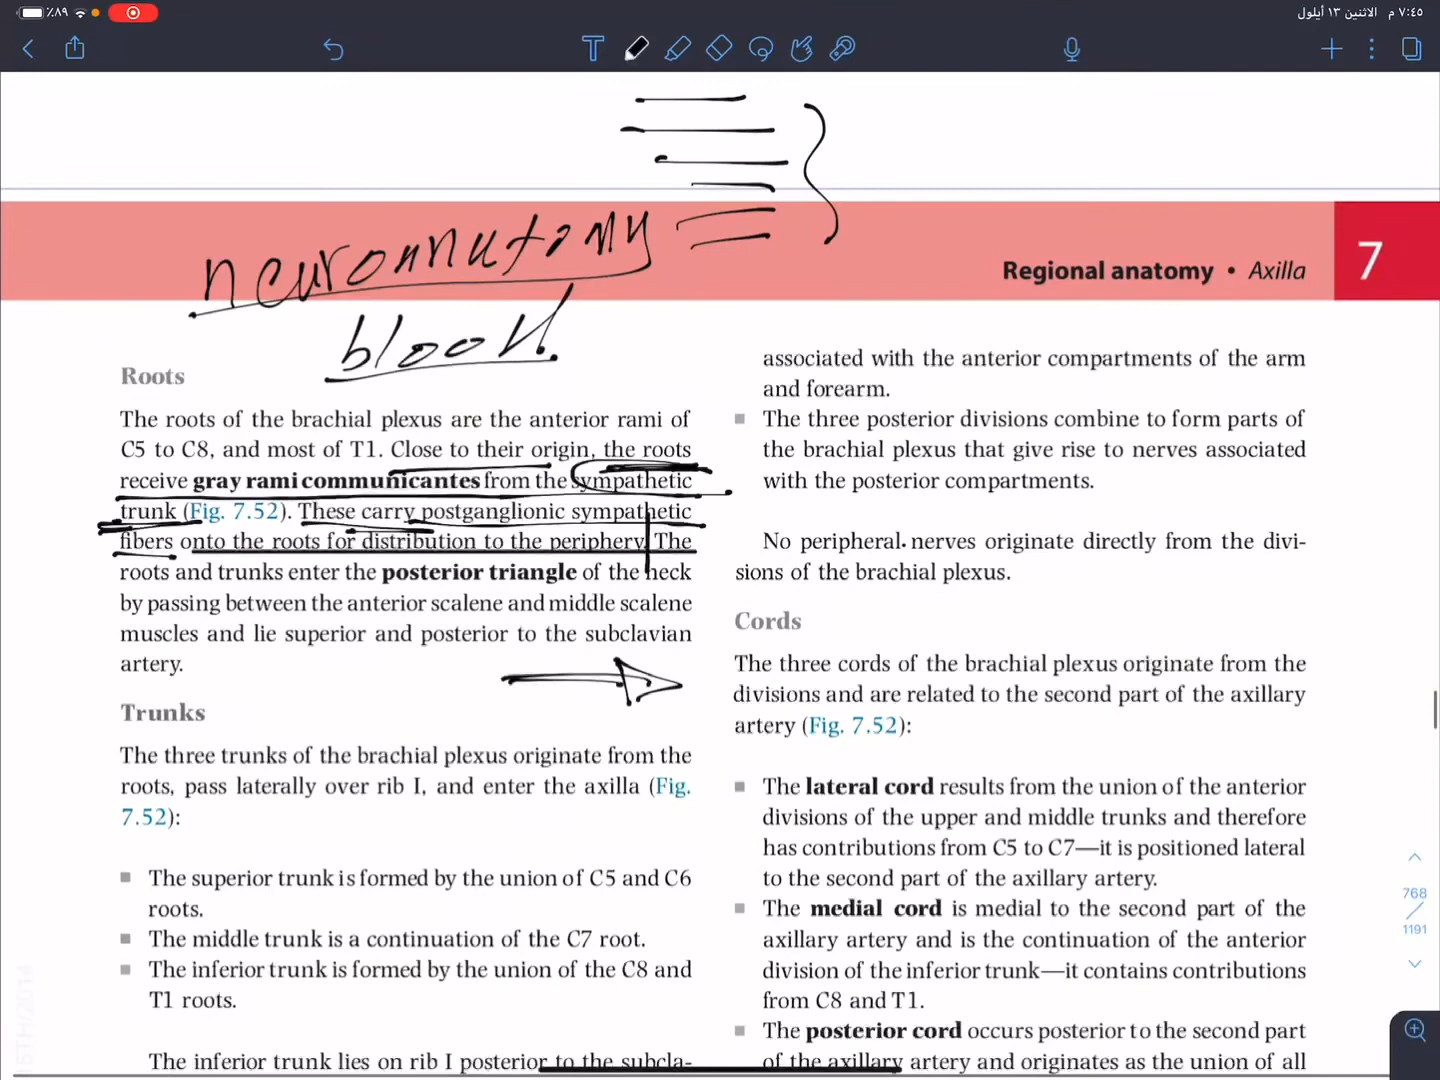 ٪٨٩
٧:٤٥ م الاثنين ١٣ أيلول
neuroanatomy
block.
Regional anatomy • Axilla 7
Roots
The roots of the brachial plexus are the anterior rami of
C5 to C8, and most of T1. Close to their origin, the roots
receive gray rami communicantes from the sympathetic
trunk (Fig. 7.52). These carry postganglionic sympathetic
fibers onto the roots for distribution to the periphery. The
roots and trunks enter the posterior triangle of the neck
by passing between the anterior scalene and middle scalene
muscles and lie superior and posterior to the subclavian
artery.
Trunks
The three trunks of the brachial plexus originate from the
roots, pass laterally over rib I, and enter the axilla (Fig.
7.52):
■ The superior trunk is formed by the union of C5 and C6
roots.
■ The middle trunk is a continuation of the C7 root.
■ The inferior trunk is formed by the union of the C8 and
T1 roots.
The inferior trunk lies on rib I posterior to the subcla-
associated with the anterior compartments of the arm
and forearm.
■ The three posterior divisions combine to form parts of
the brachial plexus that give rise to nerves associated
with the posterior compartments.
No peripheral nerves originate directly from the divi-
sions of the brachial plexus.
Cords
The three cords of the brachial plexus originate from the
divisions and are related to the second part of the axillary
artery (Fig. 7.52):
■ The lateral cord results from the union of the anterior
divisions of the upper and middle trunks and therefore
has contributions from C5 to C7—it is positioned lateral
to the second part of the axillary artery.
■ The medial cord is medial to the second part of the
axillary artery and is the continuation of the anterior
division of the inferior trunk—it contains contributions
from C8 and T1.
■ The posterior cord occurs posterior to the second part
of the axillary artery and originates as the union of all
768
1191